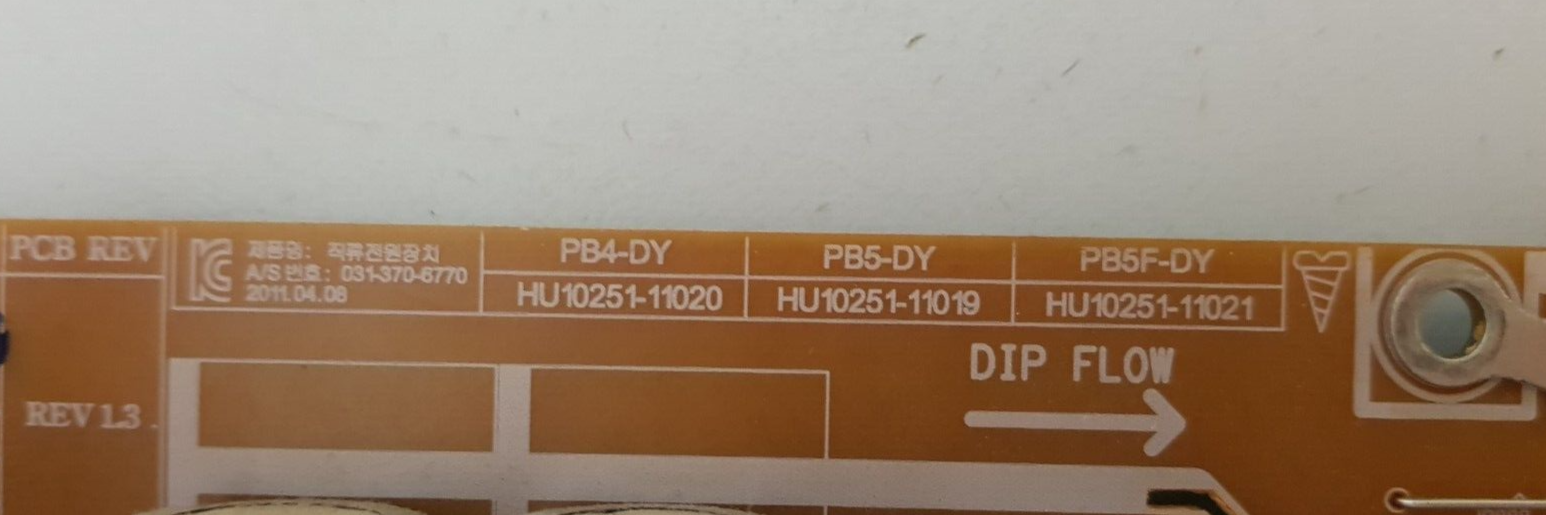 PCB REV
REV 1.3
제품명: 직류전원장치
A/S 번호: 031-370-6770
2011.04.08
PB4-DY
HU10251-11020
PB5-DY
HU10251-11019
PB5F-DY
HU10251-11021
DIP FLOW